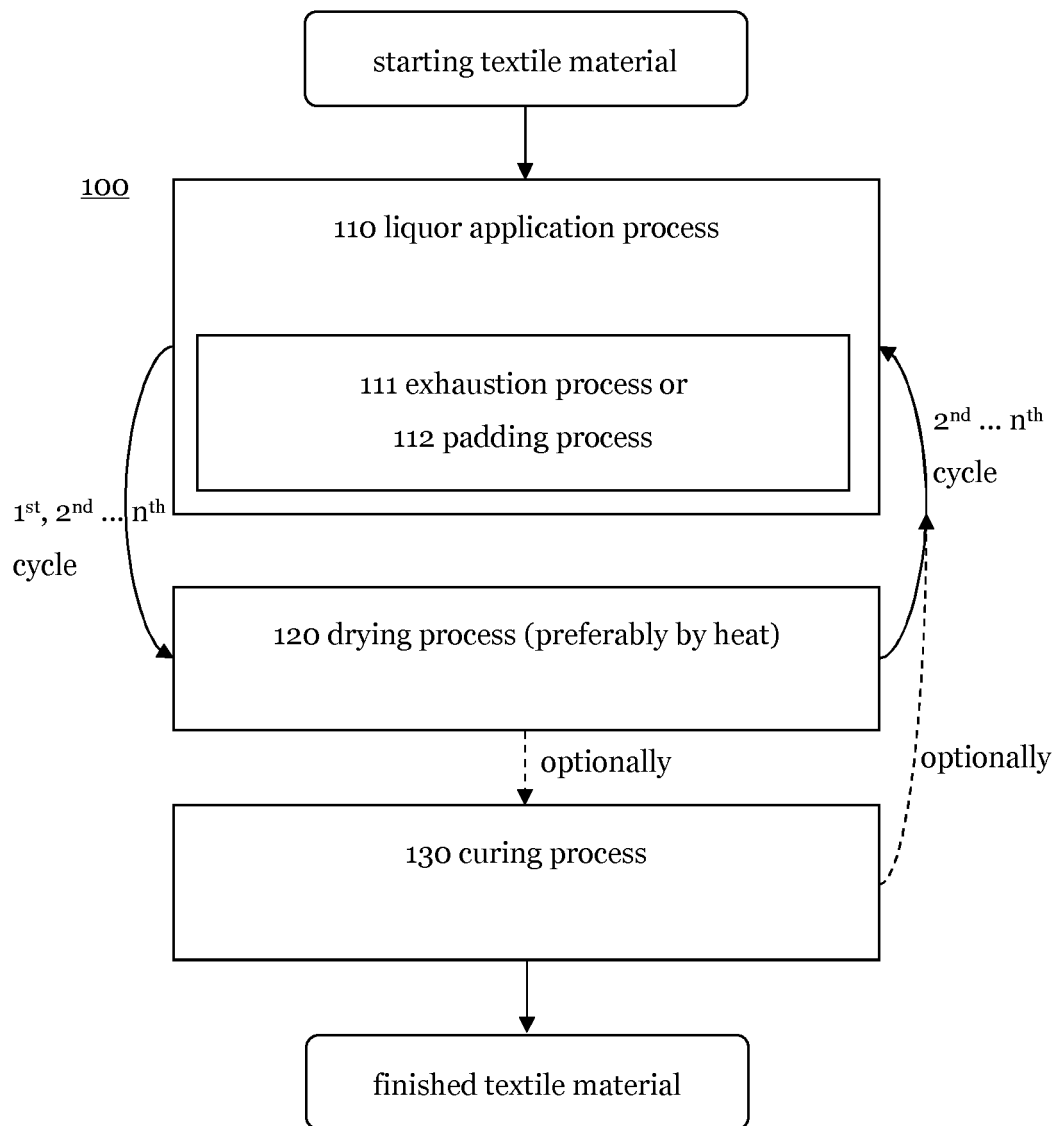 starting textile material
100
110 liquor application process
111 exhaustion process or
112 padding process
2nd ... nth
cycle
1st, 2nd ... nth
cycle
120 drying process (preferably by heat)
optionally
optionally
130 curing process
finished textile material